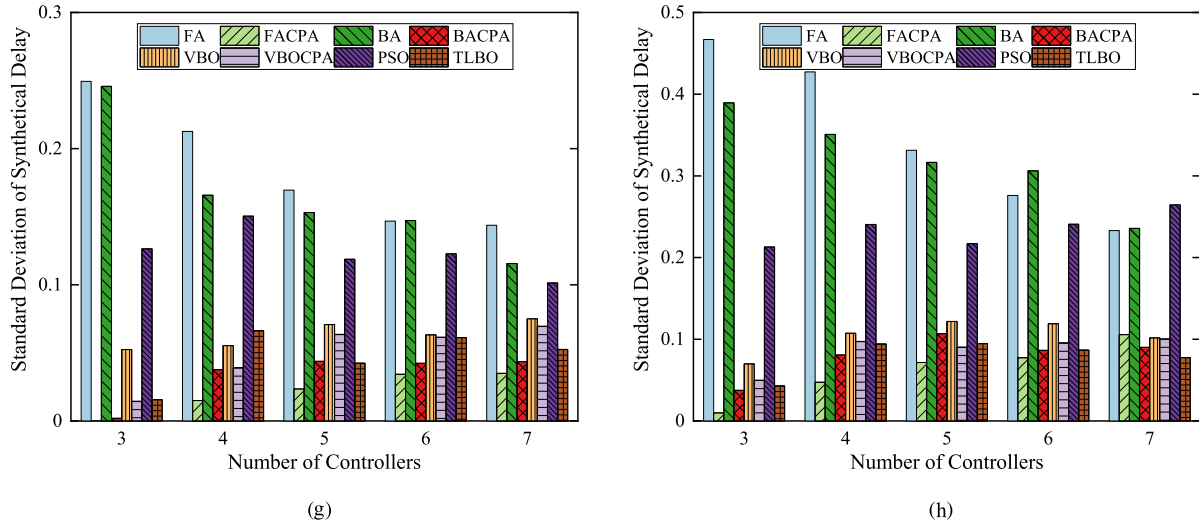 0.3
0.2
0.1
0
Standard Deviation of Synthetical Delay
FA FACPA BA BACPA
VBO VBOCPA PSO TLBO
3 4 5 6 7
Number of Controllers
(g)
0.5
0.4
0.3
0.2
0.1
0
Standard Deviation of Synthetical Delay
FA FACPA BA BACPA
VBO VBOCPA PSO TLBO
3 4 5 6 7
Number of Controllers
(h)